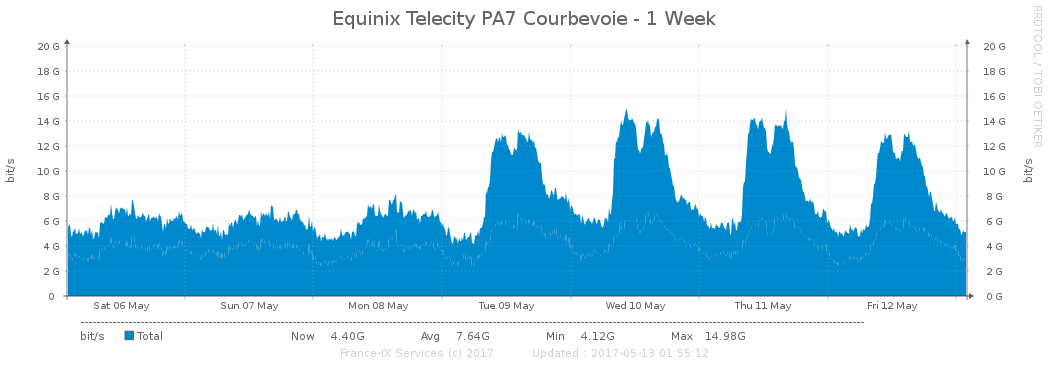 Equinix Telecity PA7 Courbevoie - 1 Week
RRDTOOL / TOBI OETIKER
20 G 20 G
18 G 18 G
16 G 16 G
14 G 14 G
12 G 12 G
10 G 10 G
8 G 8 G
6 G 6 G
4 G 4 G
2 G 2 G
0 0 G
bit/s bit/s
Sat 06 May Sun 07 May Mon 08 May Tue 09 May Wed 10 May Thu 11 May Fri 12 May
bit/s Total Now 4.40G Avg 7.64G Min 4.12G Max 14.98G
France-IX Services (c) 2017 Updated : 2017-05-13 01:55:12